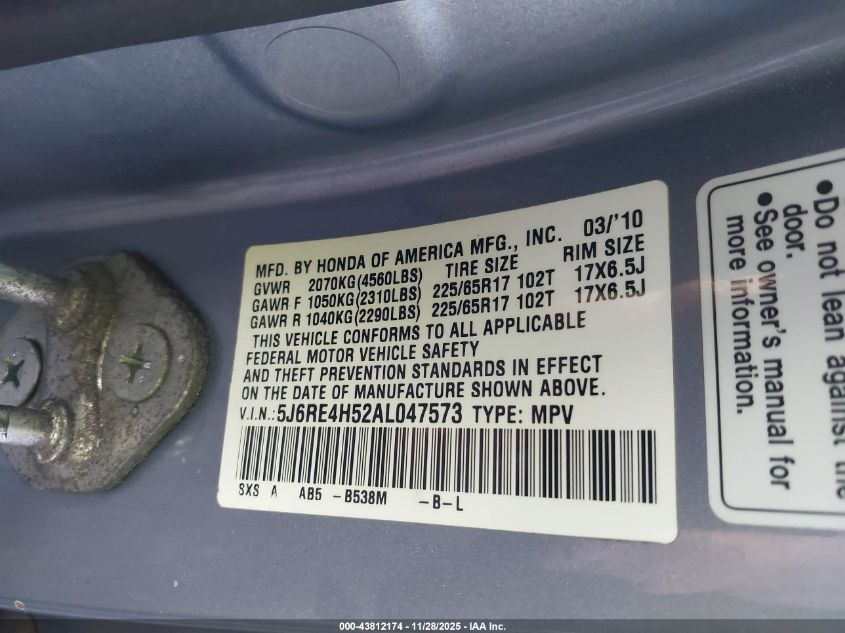 MFD. BY HONDA OF AMERICA MFG., INC. 03/'10
GVWR 2070KG(4560LBS) TIRE SIZE RIM SIZE
GAWR F 1050KG(2310LBS) 225/65R17 102T 17X6.5J
GAWR R 1040KG(2290LBS) 225/65R17 102T 17X6.5J
THIS VEHICLE CONFORMS TO ALL APPLICABLE
FEDERAL MOTOR VEHICLE SAFETY
AND THEFT PREVENTION STANDARDS IN EFFECT
ON THE DATE OF MANUFACTURE SHOWN ABOVE.
V.I.N.: 5J6RE4H52AL047573 TYPE: MPV
SXS A AB5 -B538M -B-L
●Do not lean against the
door.
●See owner's manual for
more information.
000-43812174 | 11/28/2025 - IAA Inc.